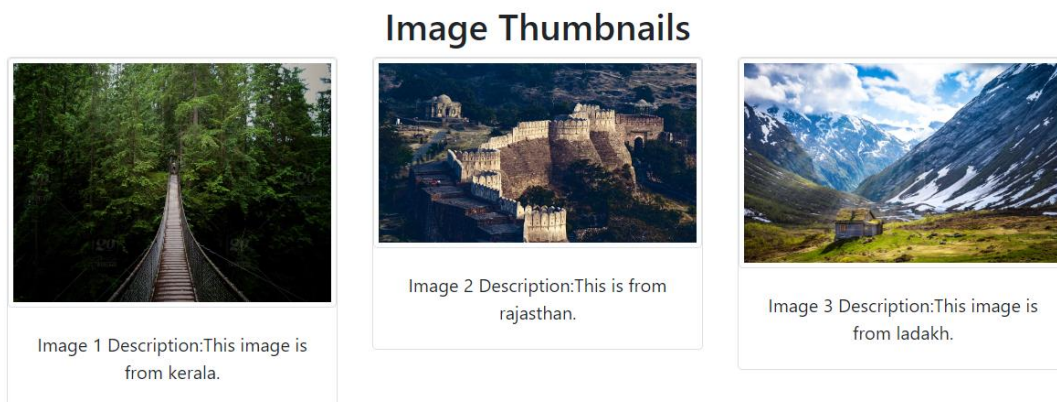 Image Thumbnails
Image 1 Description:This image is
from kerala.
Image 2 Description:This is from
rajasthan.
Image 3 Description:This image is
from ladakh.